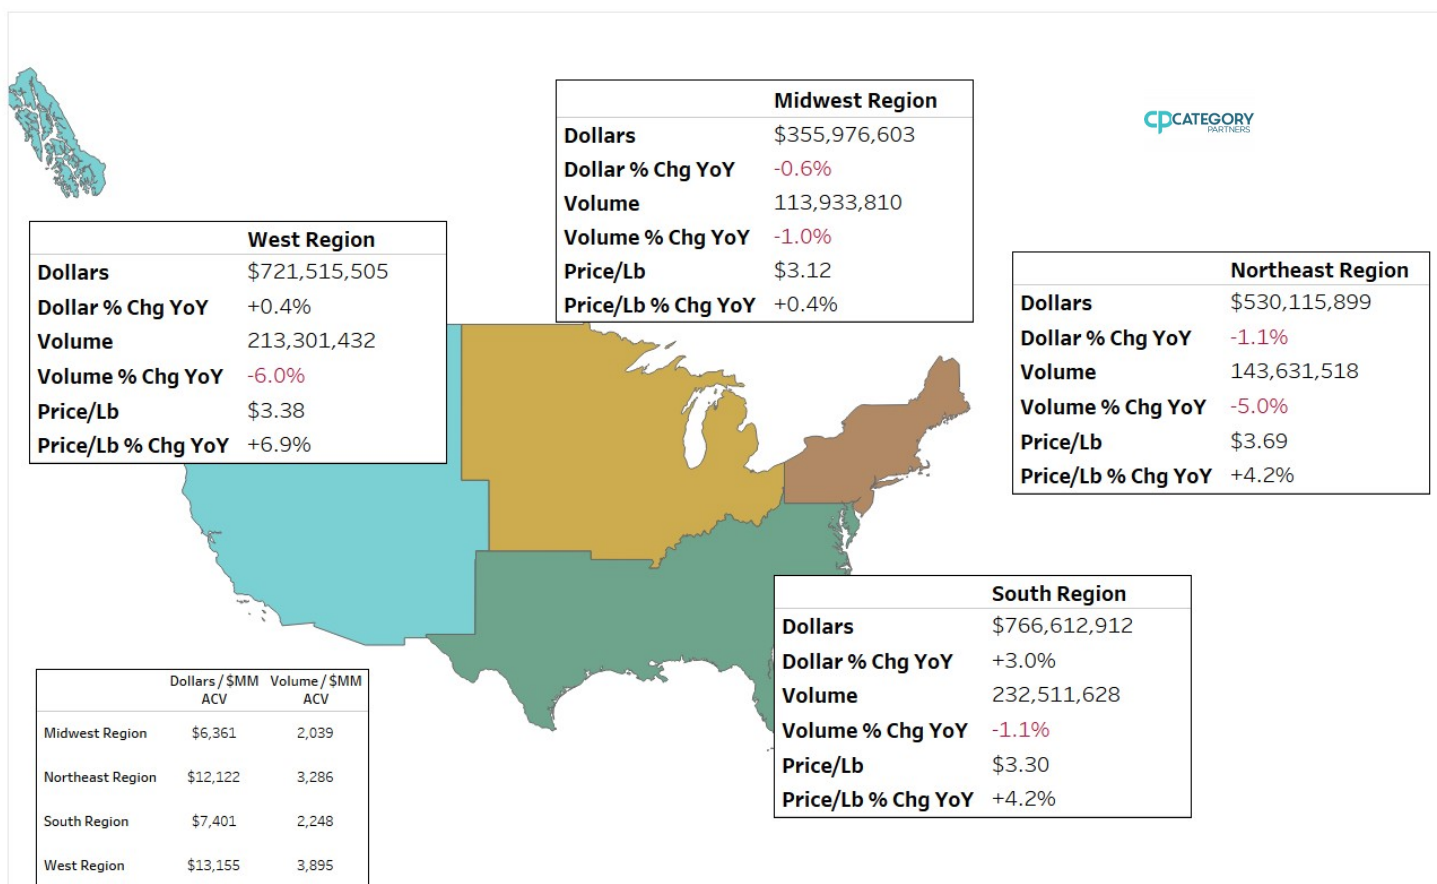 CP CATEGORY
PARTNERS
Midwest Region
Dollars $355,976,603
Dollar % Chg YoY -0.6%
Volume 113,933,810
Volume % Chg YoY -1.0%
Price/Lb $3.12
Price/Lb % Chg YoY +0.4%
West Region
Dollars $721,515,505
Dollar % Chg YoY +0.4%
Volume 213,301,432
Volume % Chg YoY -6.0%
Price/Lb $3.38
Price/Lb % Chg YoY +6.9%
Northeast Region
Dollars $530,115,899
Dollar % Chg YoY -1.1%
Volume 143,631,518
Volume % Chg YoY -5.0%
Price/Lb $3.69
Price/Lb % Chg YoY +4.2%
South Region
Dollars $766,612,912
Dollar % Chg YoY +3.0%
Volume 232,511,628
Volume % Chg YoY -1.1%
Price/Lb $3.30
Price/Lb % Chg YoY +4.2%
Dollars / $MM Volume / $MM
ACV ACV
Midwest Region $6,361 2,039
Northeast Region $12,122 3,286
South Region $7,401 2,248
West Region $13,155 3,895